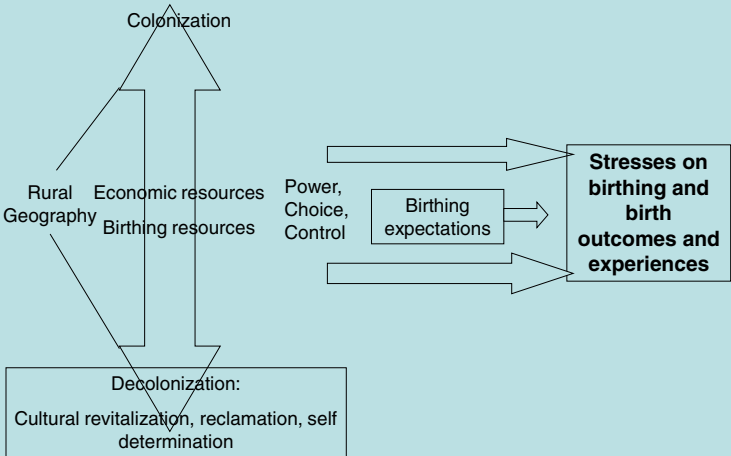 Colonization
Rural
Geography
Economic resources
Birthing resources
Power,
Choice,
Control
Birthing
expectations
Stresses on
birthing and
birth
outcomes and
experiences
Decolonization:
Cultural revitalization, reclamation, self
determination